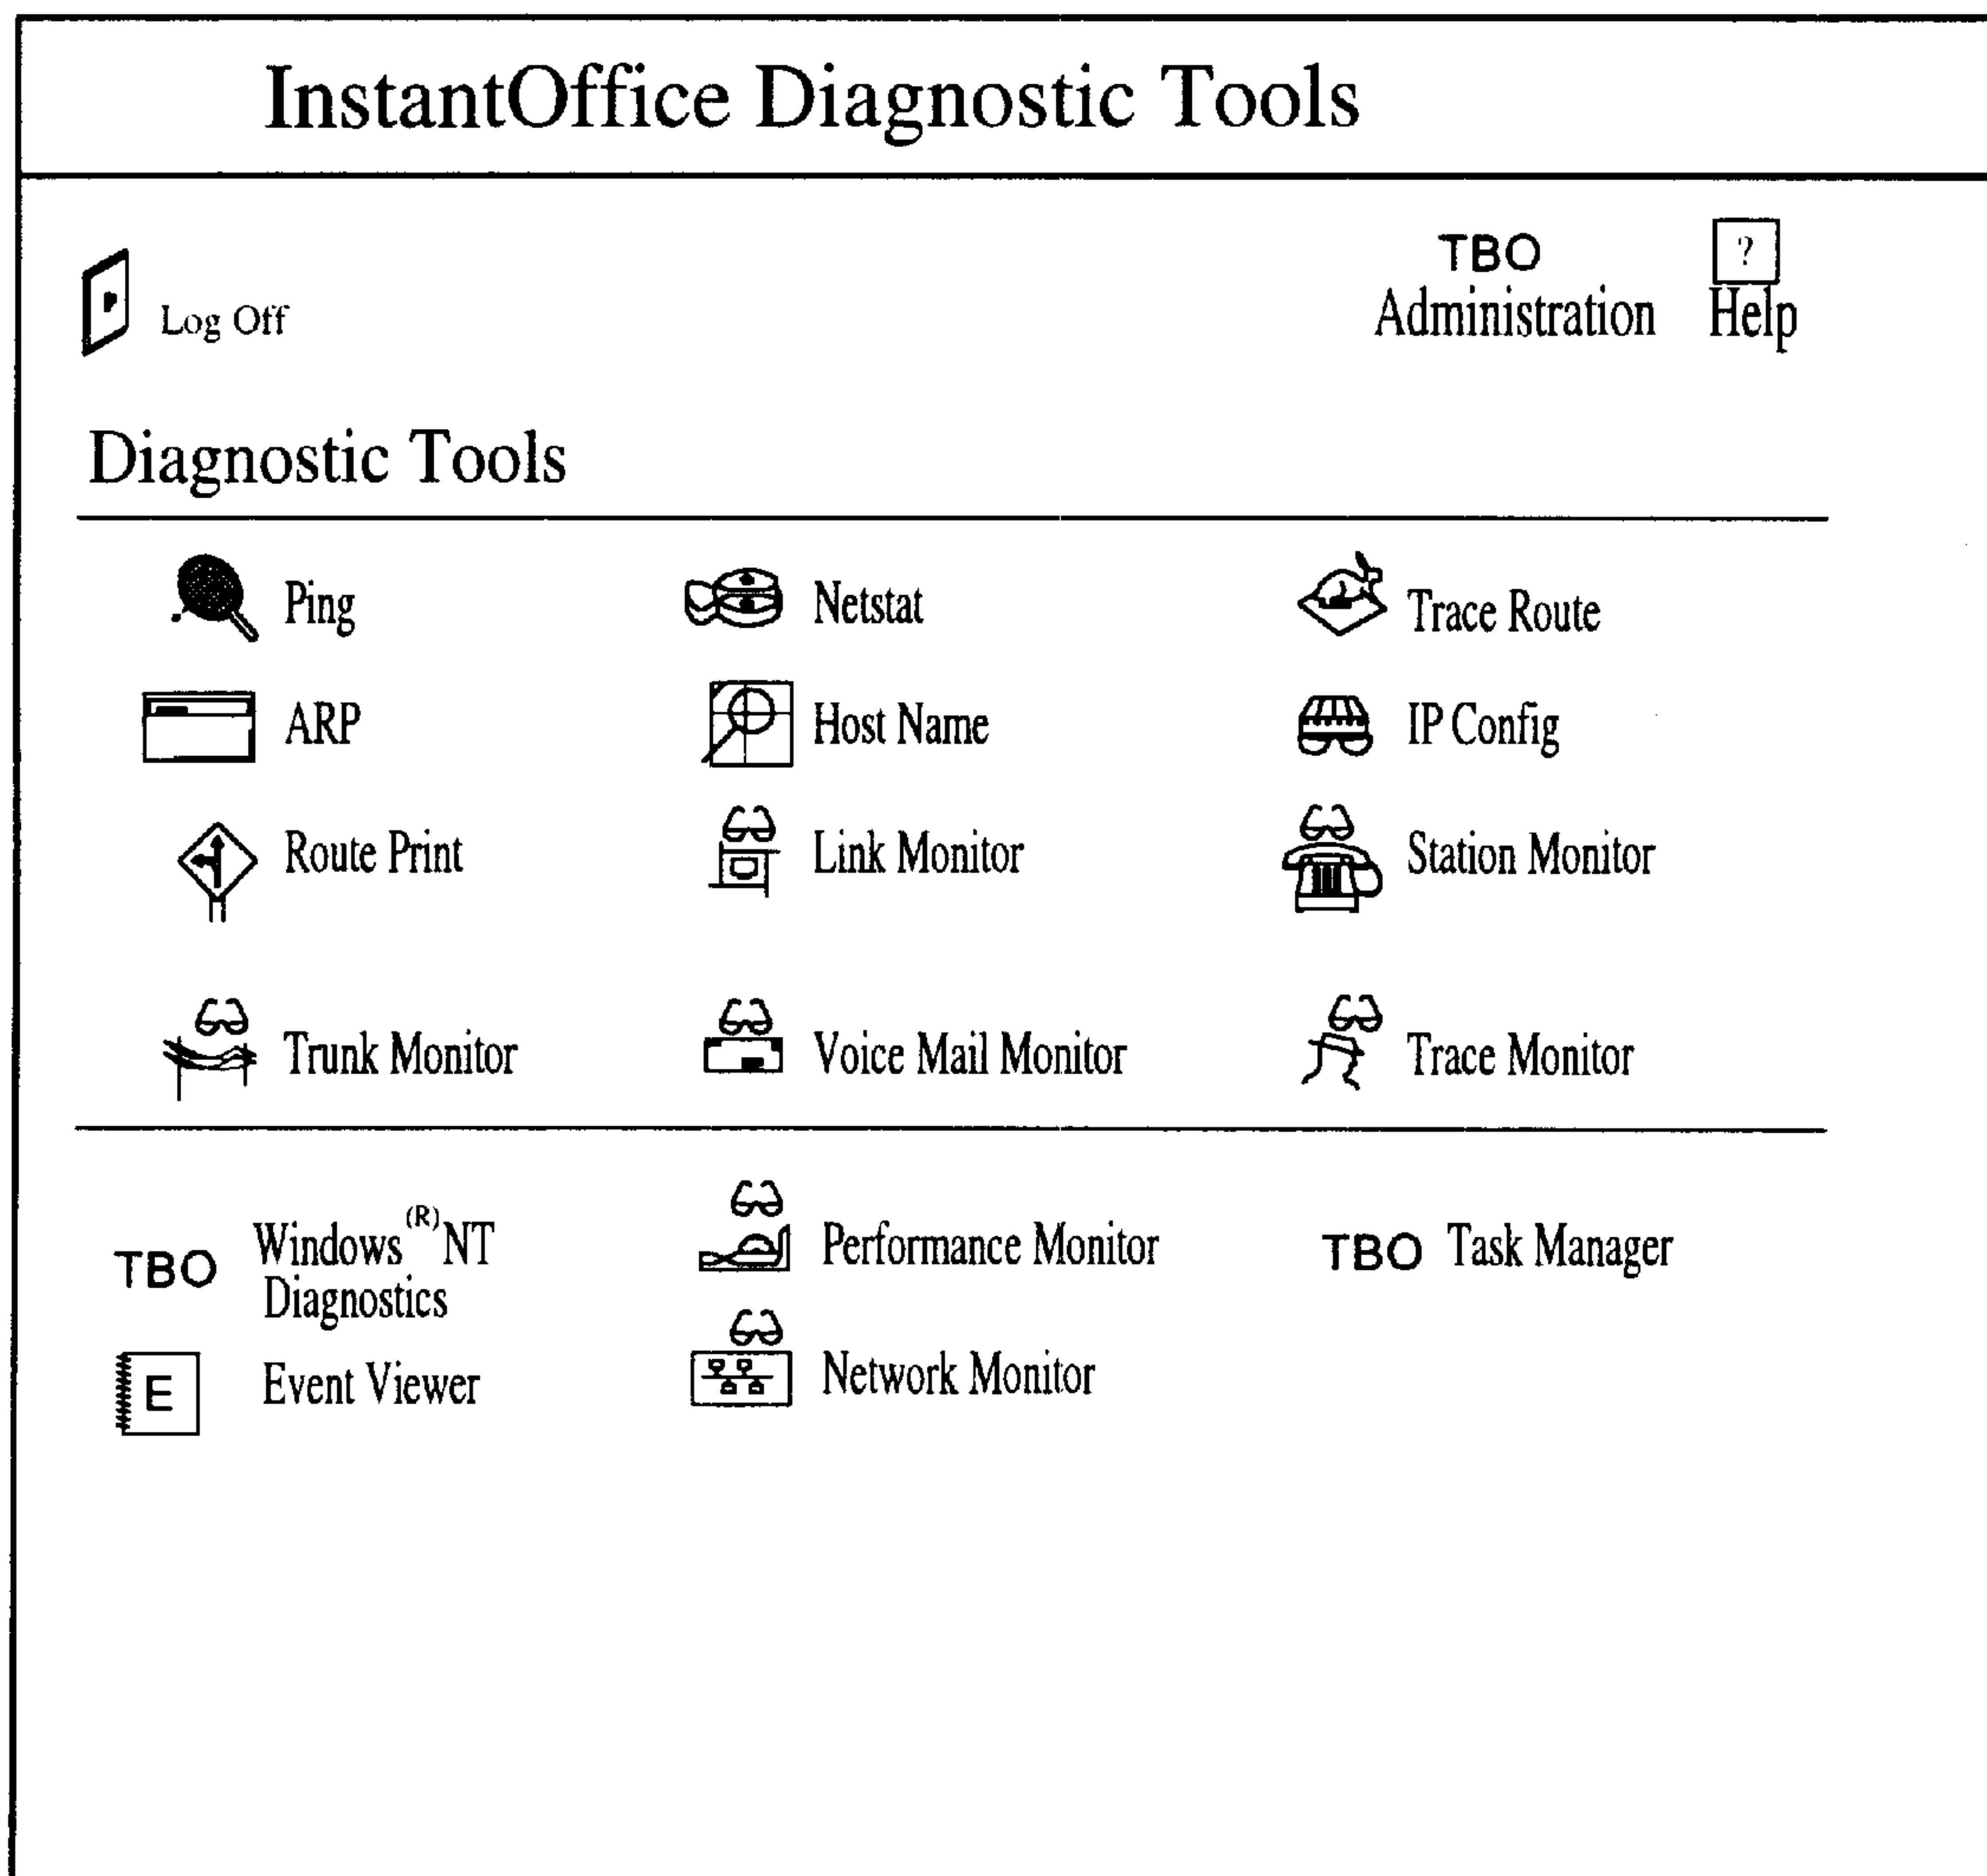 InstantOffice Diagnostic Tools
TBO
?
Log Off
Administration
Help
Diagnostic Tools
Ping
Netstat
Trace Route
ARP
Host Name
IP Config
Route Print
Link Monitor
Station Monitor
Trunk Monitor
Voice Mail Monitor
Trace Monitor
TBO
Windows(R) NT
Diagnostics
Performance Monitor
TBO
Task Manager
E
Event Viewer
Network Monitor